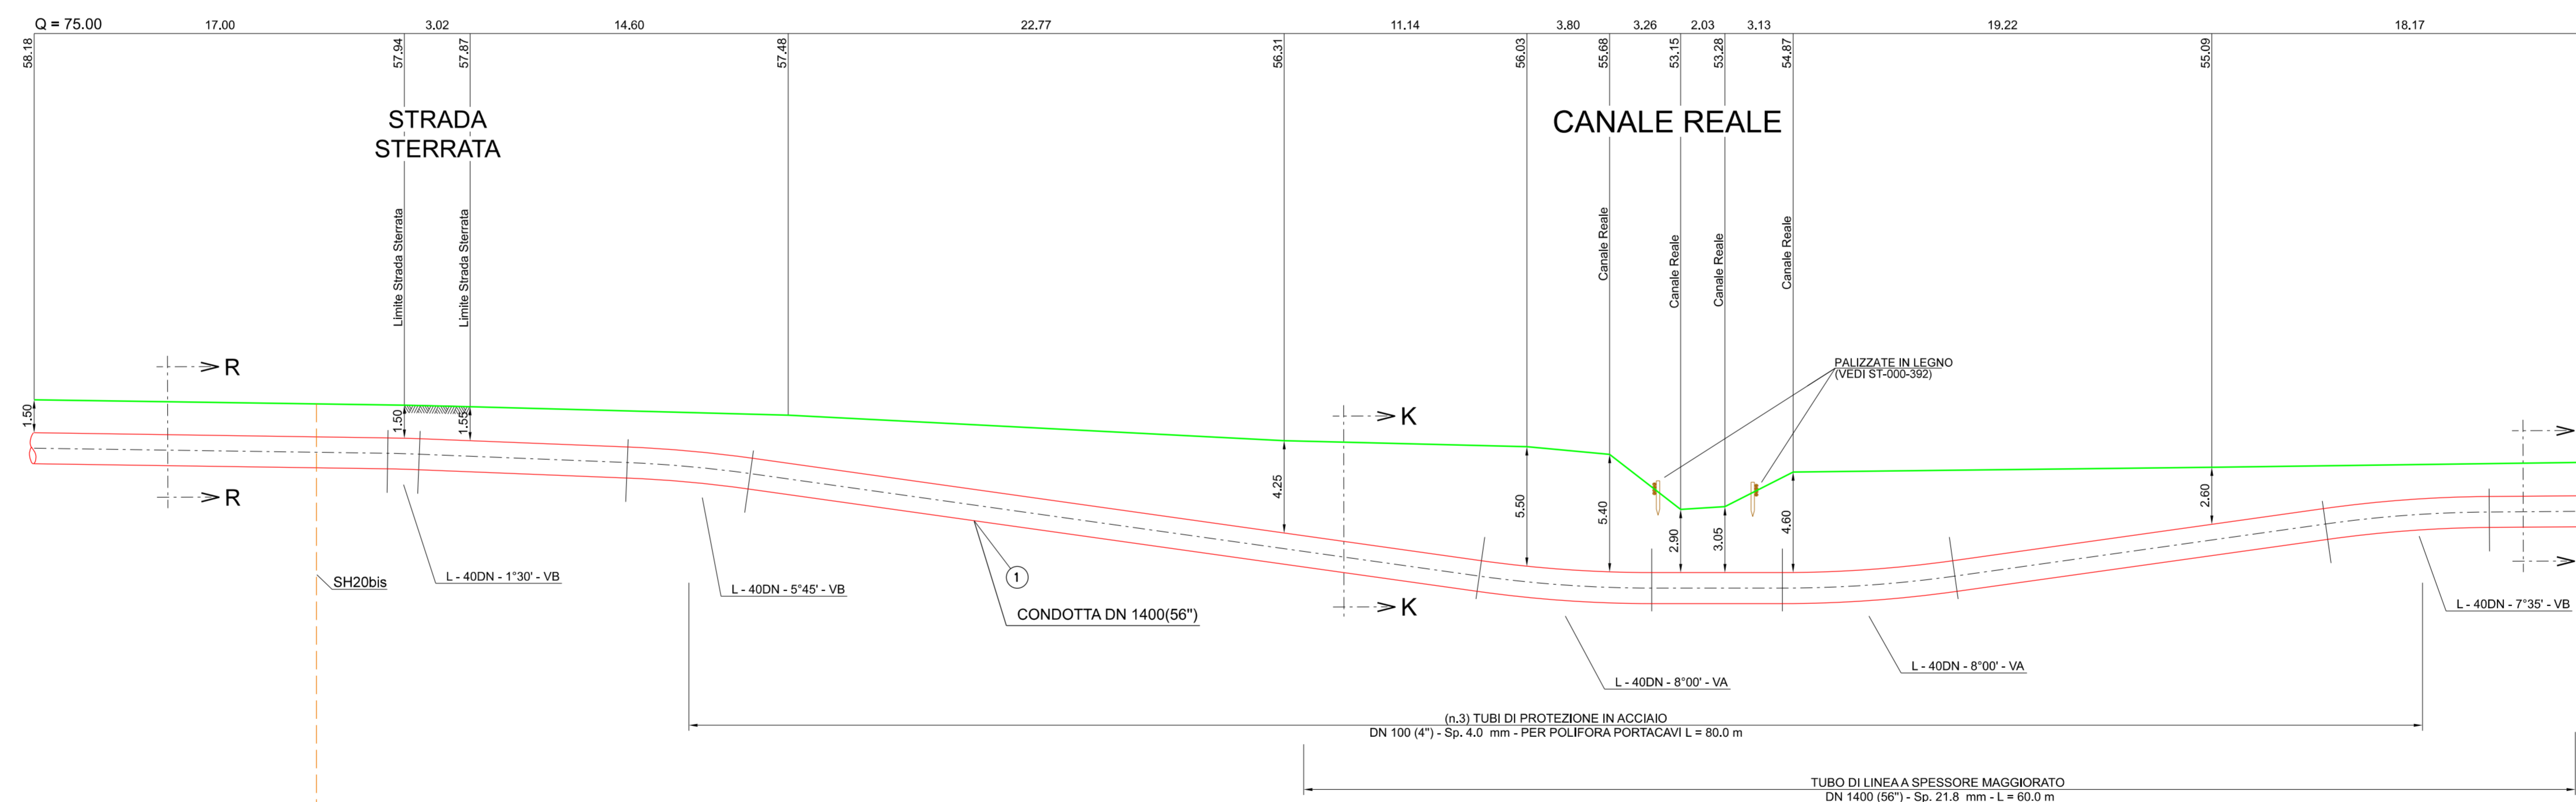 Q = 75.00
17.00 3.02 14.60 22.77 11.14 3.80 3.26 2.03 3.13 19.22 18.17
58.18 57.94 57.87 57.48 56.31 56.03 55.68 53.15 53.28 54.87 55.09
STRADA
STERRATA
CANALE REALE
Limite Strada Sterrata
Limite Strada Sterrata
Canale Reale
Canale Reale
Canale Reale
Canale Reale
PALIZZATE IN LEGNO
(VEDI ST-000-392)
R
K
1.50 1.50 1.55 4.25 5.50 5.40 2.90 3.05 4.60 2.60
R
K
SH20bis
L - 40DN - 1°30' - VB
L - 40DN - 5°45' - VB
1
CONDOTTA DN 1400(56")
L - 40DN - 8°00' - VA
L - 40DN - 8°00' - VA
L - 40DN - 7°35' - VB
(n.3) TUBI DI PROTEZIONE IN ACCIAIO
DN 100 (4") - Sp. 4.0 mm - PER POLIFORA PORTACAVI L = 80.0 m
TUBO DI LINEA A SPESSORE MAGGIORATO
DN 1400 (56") - Sp. 21.8 mm - L = 60.0 m